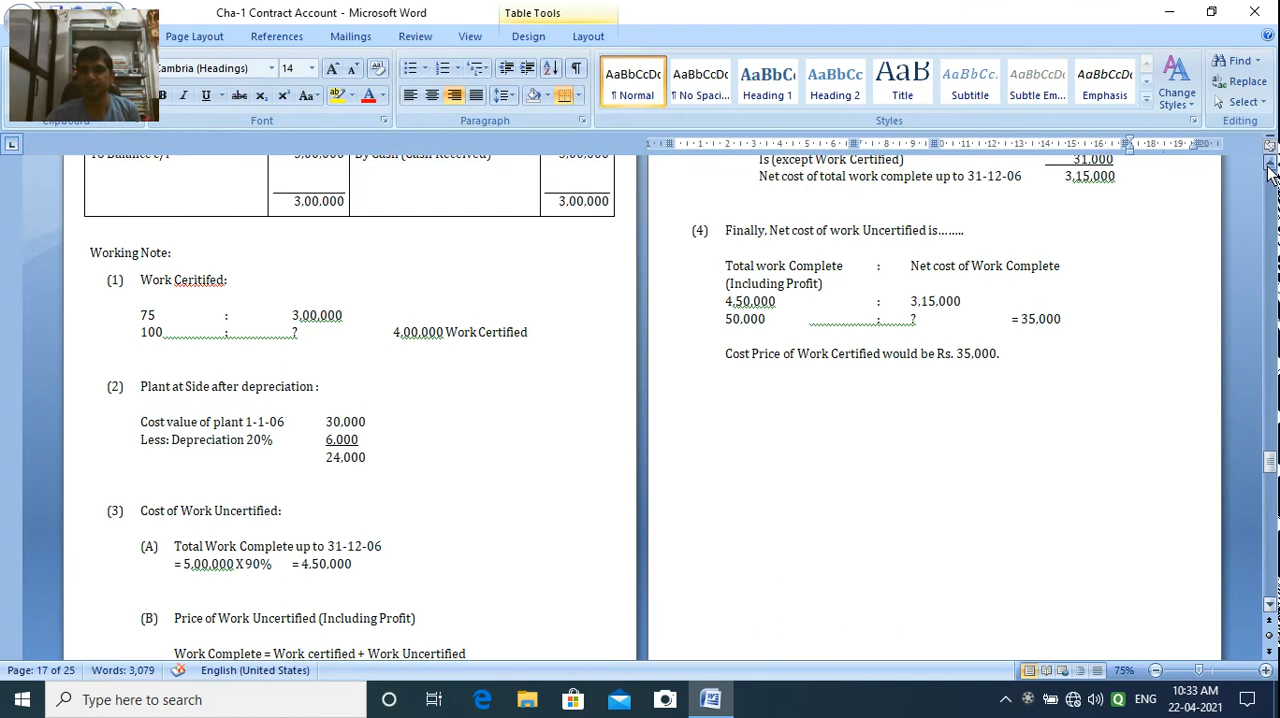 Cha-1 Contract Account - Microsoft Word
Table Tools
Page Layout References Mailings Review View Design Layout
ambria (Headings) 14
B I U abe X₂ X² Aa
Font
Paragraph
AaBbCcDc AaBbCcDc AaBbCc AaBbCc AaB AaBbCc. AaBbCcDc AaBbCcDc
¶ Normal ¶ No Spaci... Heading 1 Heading 2 Title Subtitle Subtle Em... Emphasis
Change
Styles
Styles
Find
Replace
Select
Editing
By Cash (Cash Received)
3,00,000 3,00,000
Working Note:
(1) Work Ceritifed:
75 : 3,00,000
100 : ? 4,00,000 Work Certified
(2) Plant at Side after depreciation :
Cost value of plant 1-1-06 30,000
Less: Depreciation 20% 6,000
24,000
(3) Cost of Work Uncertified:
(A) Total Work Complete up to 31-12-06
= 5,00,000 X 90% = 4,50,000
(B) Price of Work Uncertified (Including Profit)
Work Complete = Work certified + Work Uncertified
Is (except Work Certified) 31,000
Net cost of total work complete up to 31-12-06 3,15,000
(4) Finally, Net cost of work Uncertified is........
Total work Complete : Net cost of Work Complete
(Including Profit)
4,50,000 : 3,15,000
50,000 : ? = 35,000
Cost Price of Work Certified would be Rs. 35,000.
Page: 17 of 25 Words: 3,079 English (United States) 75%
Type here to search
ENG
10:33 AM
22-04-2021